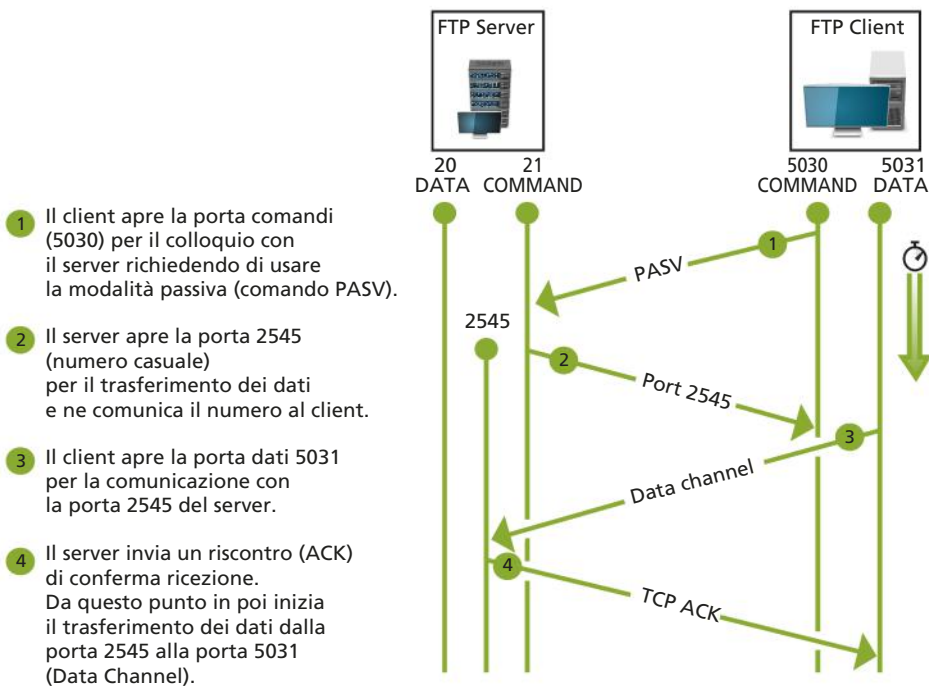 FTP Server
FTP Client
20
DATA
21
COMMAND
5030
COMMAND
5031
DATA
1 Il client apre la porta comandi
(5030) per il colloquio con
il server richiedendo di usare
la modalità passiva (comando PASV).
2 Il server apre la porta 2545
(numero casuale)
per il trasferimento dei dati
e ne comunica il numero al client.
3 Il client apre la porta dati 5031
per la comunicazione con
la porta 2545 del server.
4 Il server invia un riscontro (ACK)
di conferma ricezione.
Da questo punto in poi inizia
il trasferimento dei dati dalla
porta 2545 alla porta 5031
(Data Channel).
1
PASV
2545
2
Port 2545
3
Data channel
4
TCP ACK